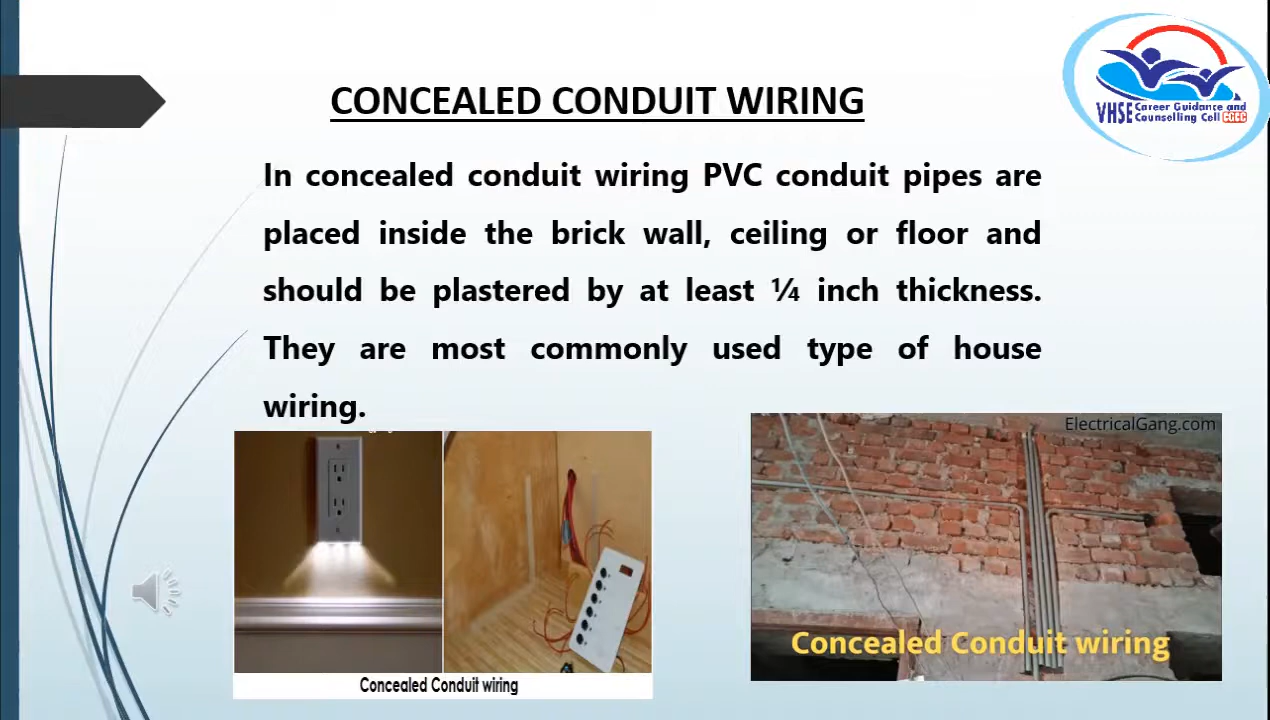 CONCEALED CONDUIT WIRING
VHSE Career Guidance and
Counselling Cell CGCC
In concealed conduit wiring PVC conduit pipes are
placed inside the brick wall, ceiling or floor and
should be plastered by at least ¼ inch thickness.
They are most commonly used type of house
wiring.
ElectricalGang.com
Concealed Conduit wiring
Concealed Conduit wiring